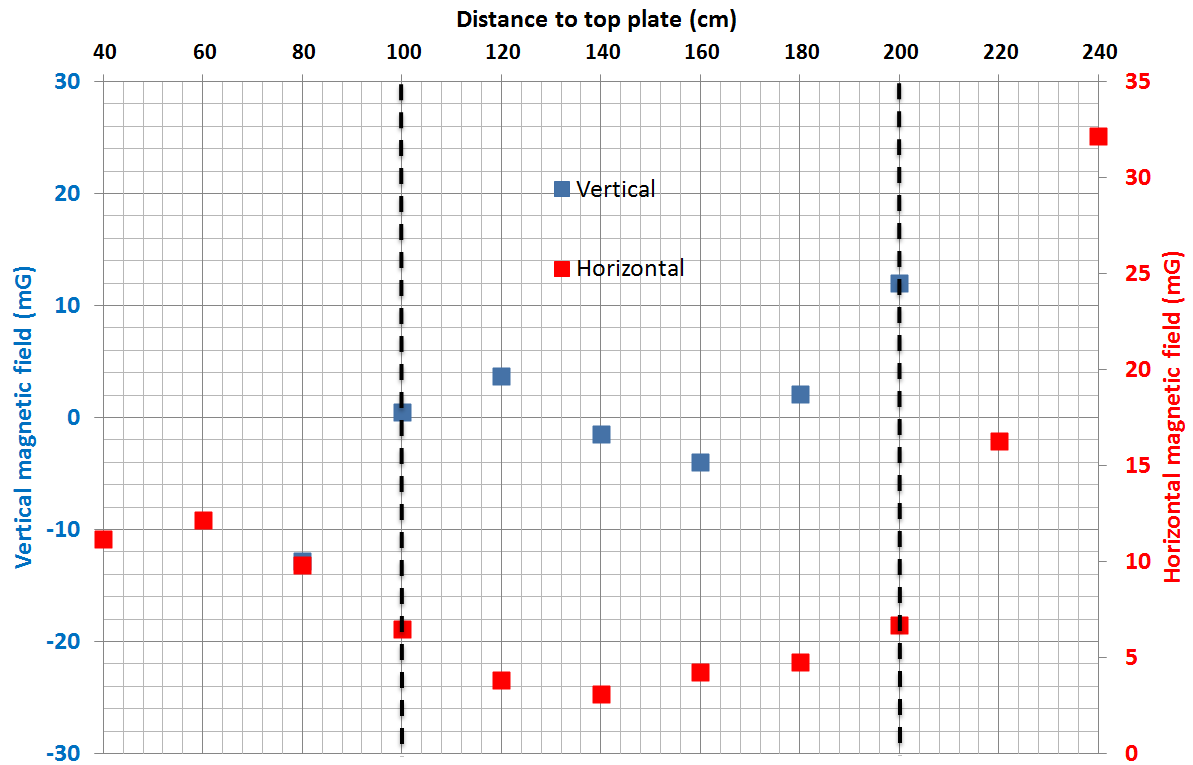 Distance to top plate (cm)
40 60 80 100 120 140 160 180 200 220 240
Vertical magnetic field (mG)
30
20
10
0
-10
-20
-30
Vertical
Horizontal
35
30
25
20
15
10
5
0
Horizontal magnetic field (mG)